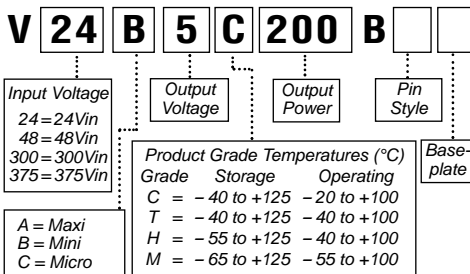 V 24 B 5 C 200 B
Input Voltage
24 = 24Vin
48 = 48Vin
300 = 300Vin
375 = 375Vin
Output Voltage
Output Power
Pin Style
Base-plate
A = Maxi
B = Mini
C = Micro
Product Grade Temperatures (°C)
Grade Storage Operating
C = – 40 to +125 – 20 to +100
T = – 40 to +125 – 40 to +100
H = – 55 to +125 – 40 to +100
M = – 65 to +125 – 55 to +100